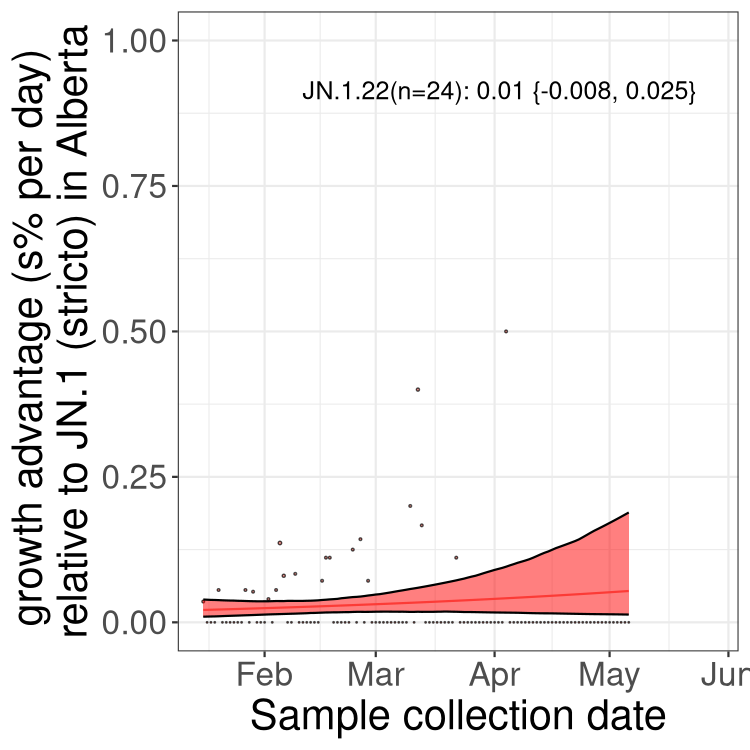 growth advantage (s% per day)
relative to JN.1 (stricto) in Alberta
1.00
0.75
0.50
0.25
0.00
JN.1.22(n=24): 0.01 {-0.008, 0.025}
Feb Mar Apr May Jun
Sample collection date